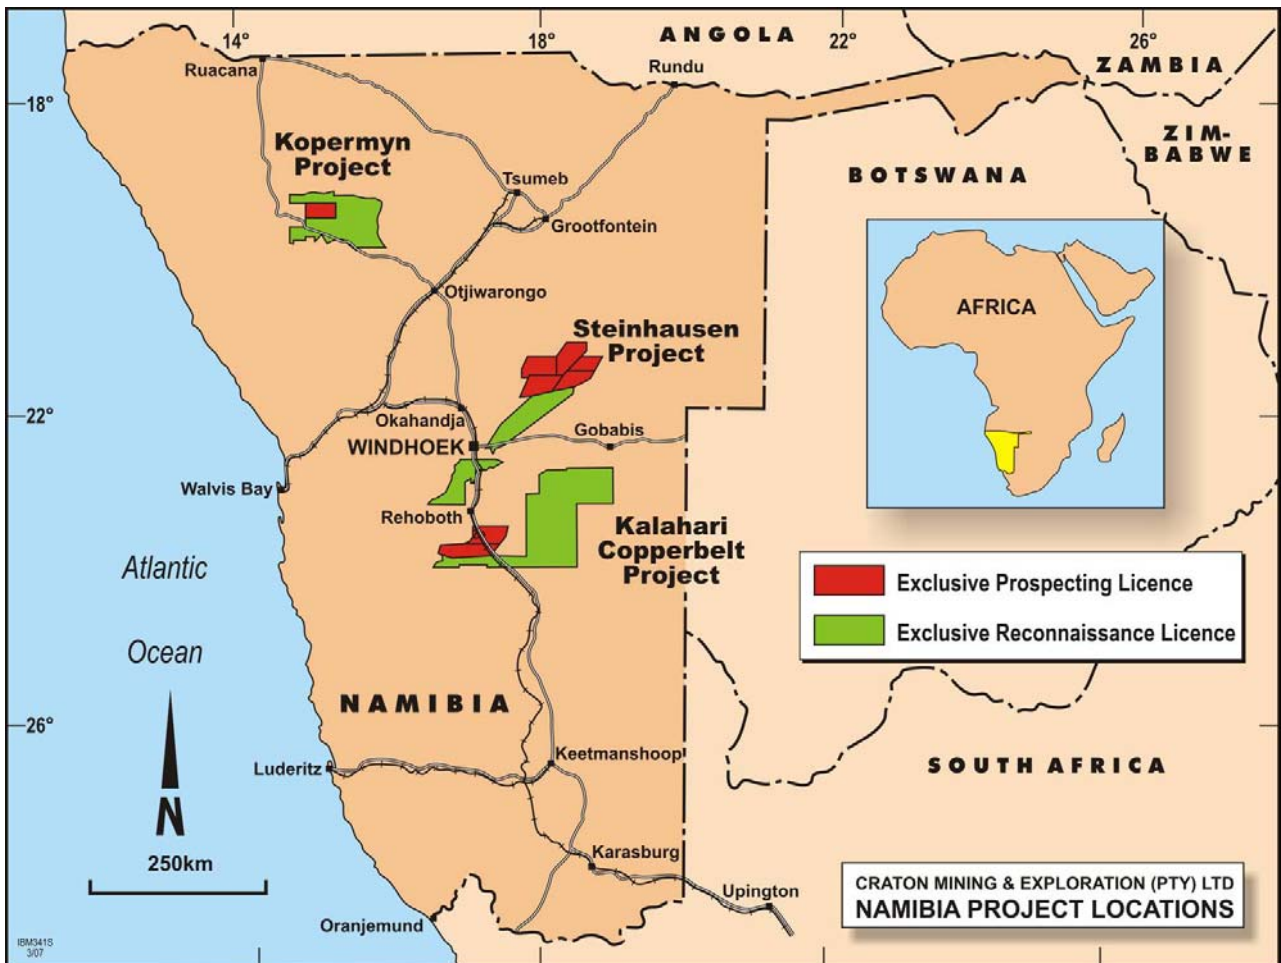 14°
18°
22°
26°
ANGOLA
ZAMBIA
ZIM-
BABWE
Ruacana
Rundu
18°
Kopermyn
Project
Tsumeb
BOTSWANA
Grootfontein
Otjiwarongo
AFRICA
Steinhausen
Project
22°
Okahandja
Gobabis
WINDHOEK
Walvis Bay
Rehoboth
Kalahari
Copperbelt
Project
Atlantic
Ocean
Exclusive Prospecting Licence
Exclusive Reconnaissance Licence
NAMIBIA
26°
Keetmanshoop
Luderitz
SOUTH AFRICA
N
250km
Karasburg
Upington
Oranjemund
CRATON MINING & EXPLORATION (PTY) LTD
NAMIBIA PROJECT LOCATIONS
IBM341S
3/07